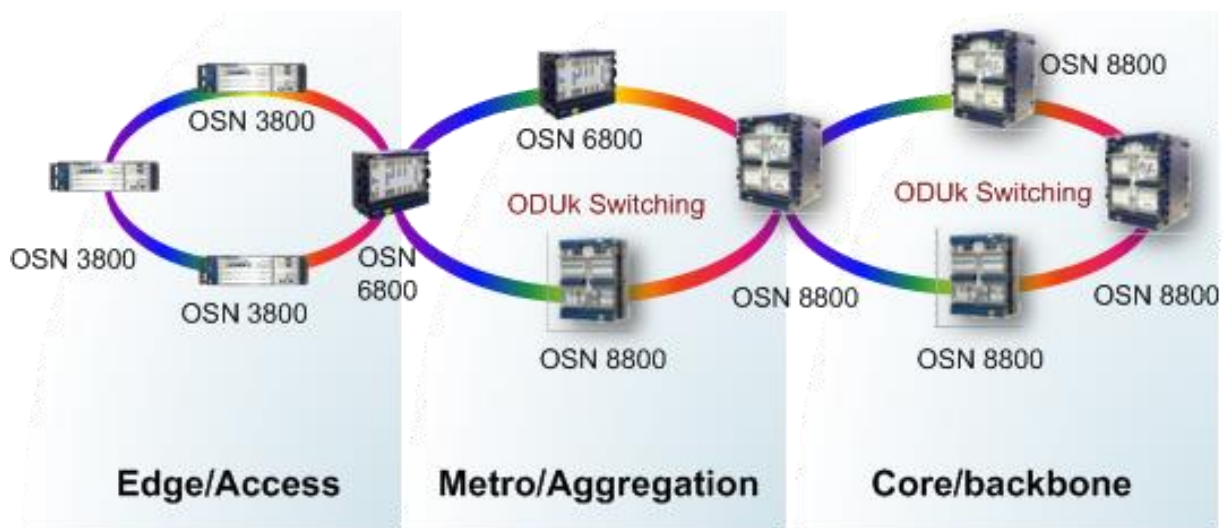 OSN 3800
OSN 3800
OSN 3800
OSN
6800
Edge/Access
OSN 6800
ODUk Switching
OSN 8800
OSN 8800
Metro/Aggregation
OSN 8800
ODUk Switching
OSN 8800
OSN 8800
Core/backbone